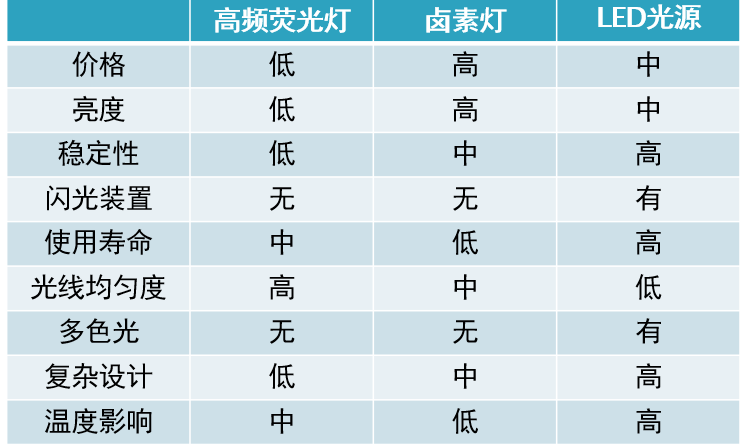 高频荧光灯 卤素灯 LED光源
价格 低 高 中
亮度 低 高 中
稳定性 低 中 高
闪光装置 无 无 有
使用寿命 中 低 高
光线均匀度 高 中 低
多色光 无 无 有
复杂设计 低 中 高
温度影响 中 低 高